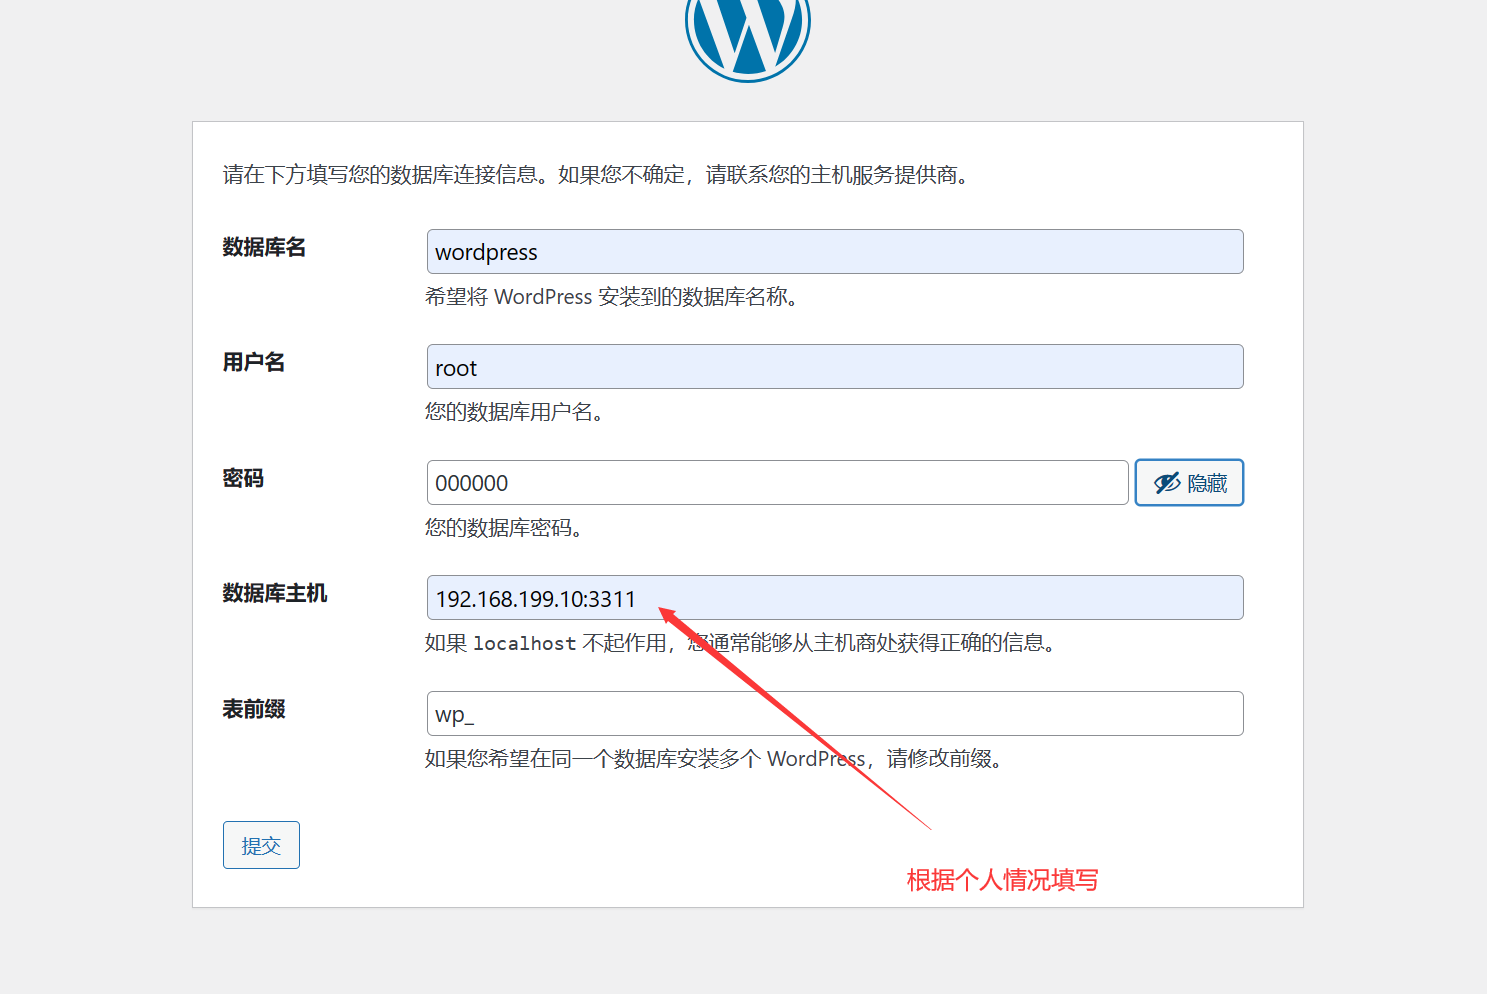 请在下方填写您的数据库连接信息。如果您不确定，请联系您的主机服务提供商。
数据库名
wordpress
希望将 WordPress 安装到的数据库名称。
用户名
root
您的数据库用户名。
密码
000000
隐藏
您的数据库密码。
数据库主机
192.168.199.10:3311
如果 localhost 不起作用，您通常能够从主机商处获得正确的信息。
表前缀
wp_
如果您希望在同一个数据库安装多个 WordPress，请修改前缀。
提交
根据个人情况填写